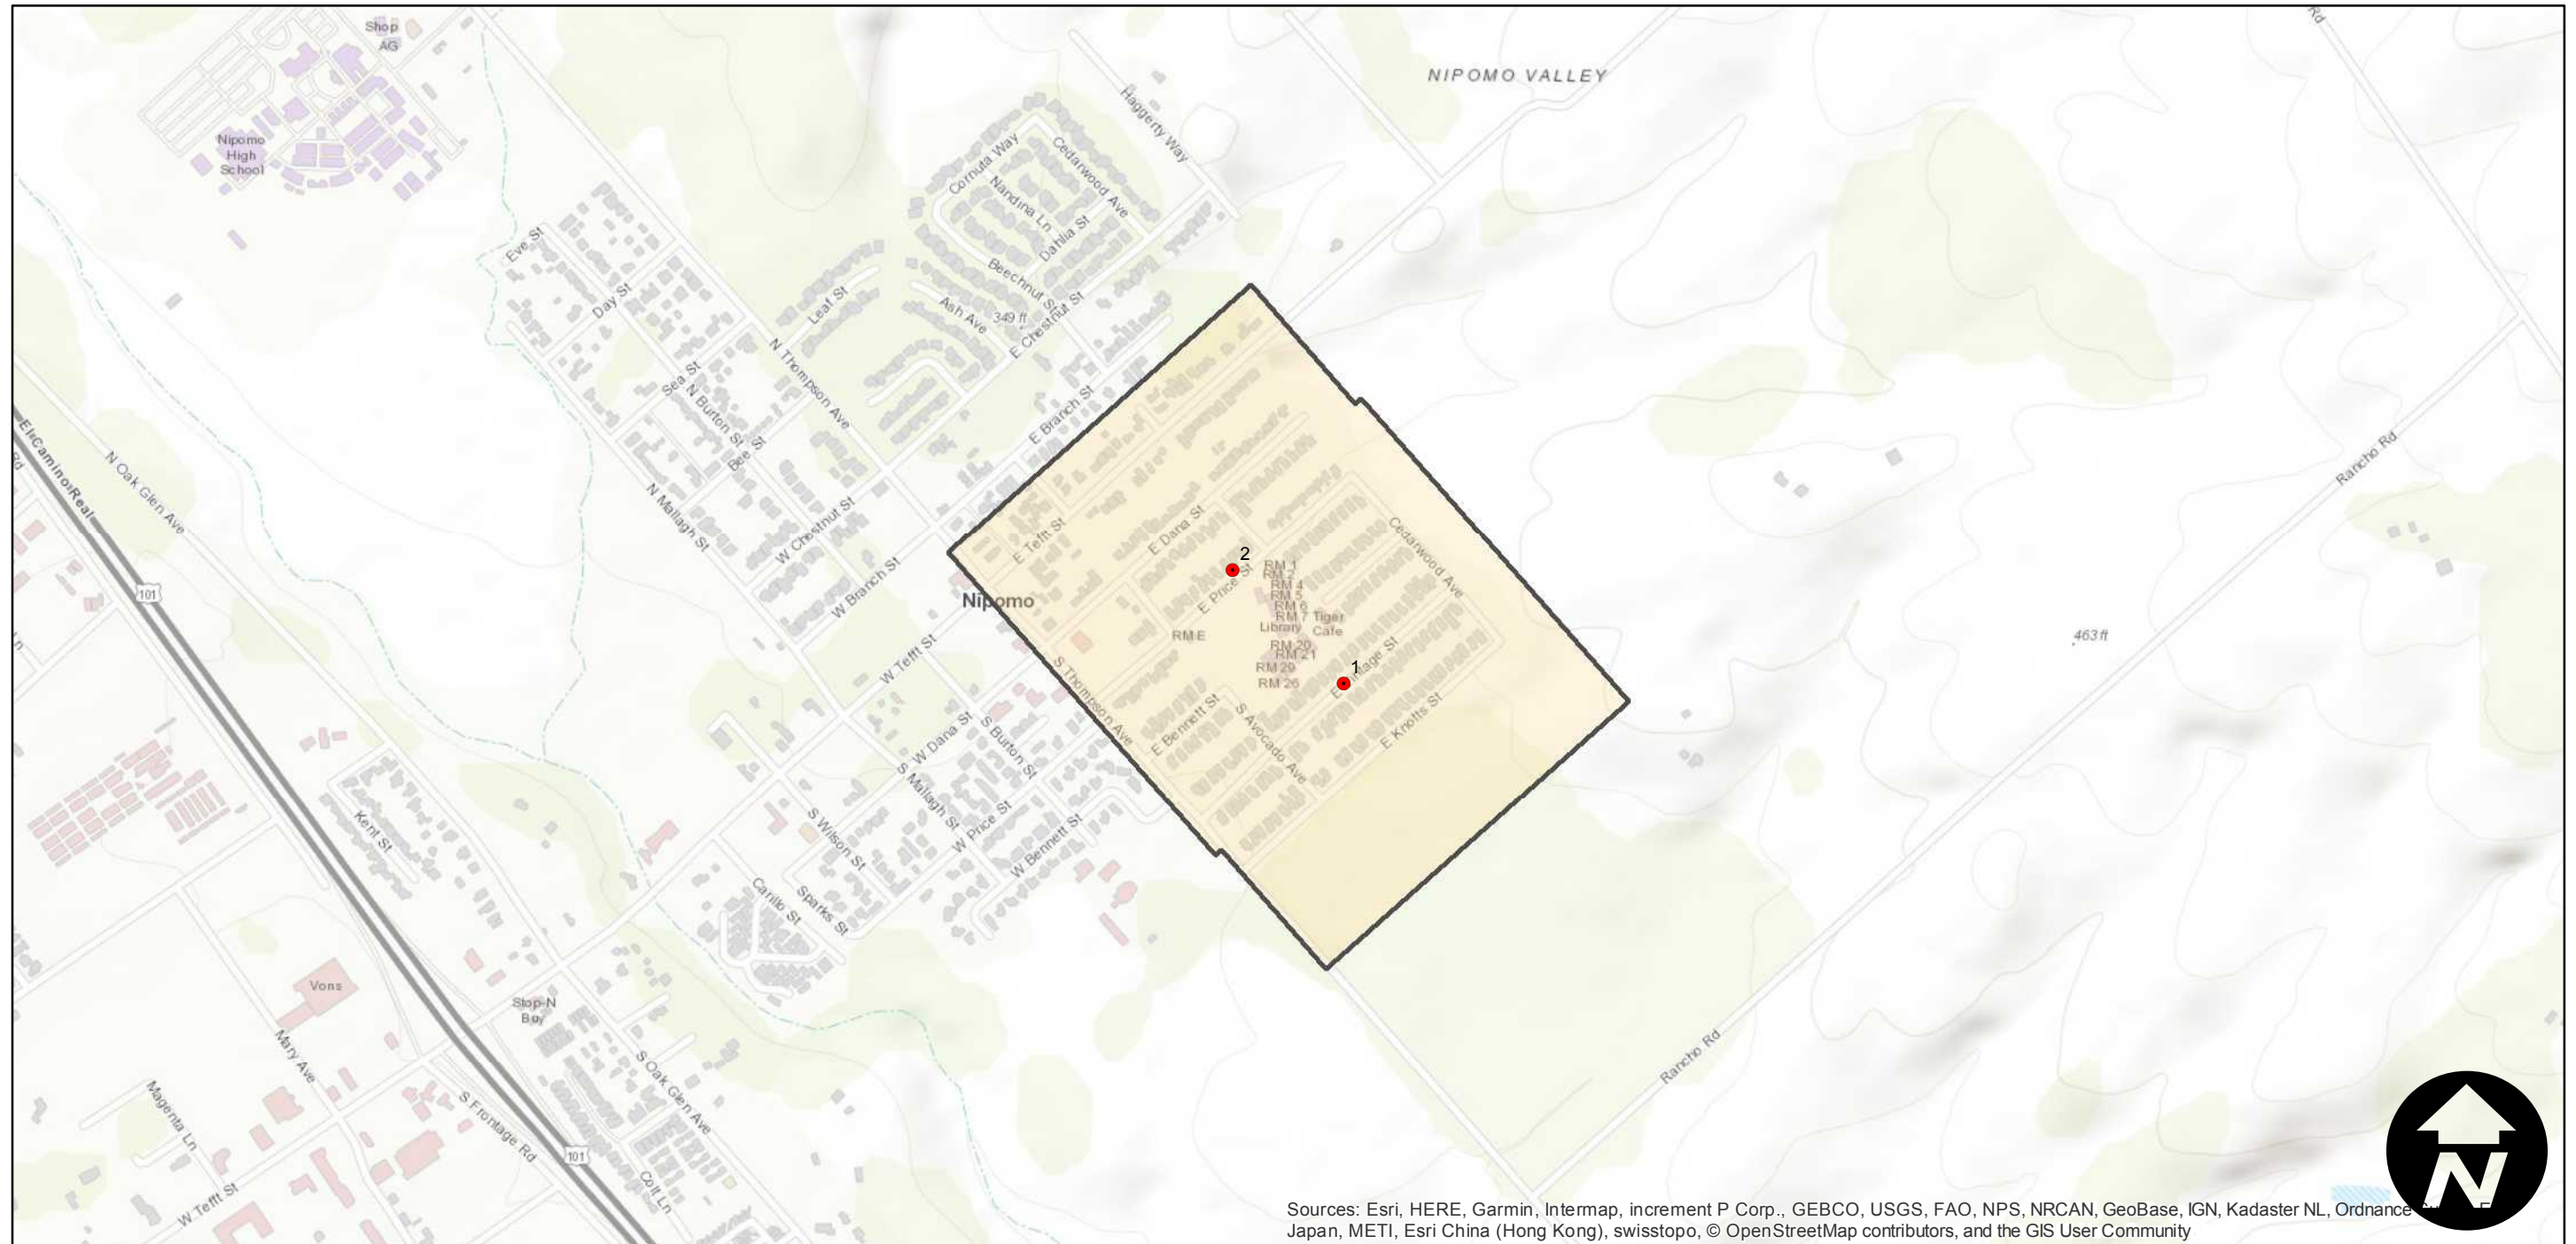 Shop
AG
Rd
NIPOMO VALLEY
Haggerty Way
Nipomo
High
School
Cornuta Way
Cedarwood Ave
Nandina Ln
Dahlia St
Eve St
Beechnut St
Day St
Leaf St
Ash Ave
349 ft
E Chestnut St
N Thompson Ave
Sea St
N Burton St
Bee St
E Branch St
El Camino Real
Rd
N Oak Glen Ave
N Mallagh St
W Chestnut St
Rancho Rd
E Tefft St
E Dana St
Cedarwood Ave
101
W Branch St
2
RM 1
RM 2
RM 4
RM 5
RM 6
RM 7 Tiger
Cafe
Library
E Price St
Nipomo
RM E
RM 20
RM 21
RM 29
RM 26
463 ft
Ln
W Tefft St
S Thompson Ave
1
E Vintage St
E Bennett St
S Avocado Ave
E Knotts St
W Dana St
S Burton St
S Mallagh St
W Price St
W Bennett St
S Wilson St
Kent St
Carrillo St
Sparks St
Vons
Stop-N
Buy
Mary Ave
S Oak Glen Ave
Rancho Rd
Magenta Ln
S Frontage Rd
101
Colt Ln
W Tefft St
N
Sources: Esri, HERE, Garmin, Intermap, increment P Corp., GEBCO, USGS, FAO, NPS, NRCAN, GeoBase, IGN, Kadaster NL, Ordnance
Japan, METI, Esri China (Hong Kong), swisstopo, © OpenStreetMap contributors, and the GIS User Community